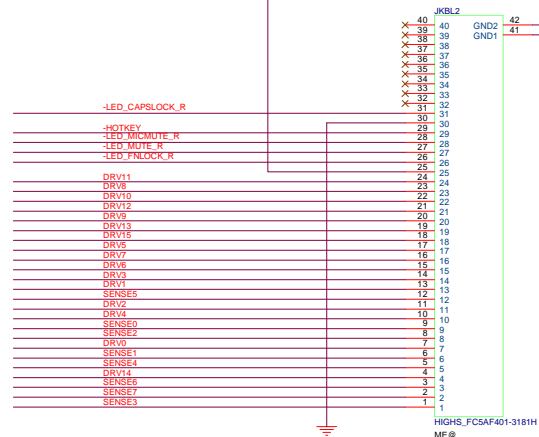 JKBL2
40 40 GND2 42
39 39 GND1 41
38 38
37 37
36 36
35 35
34 34
33 33
32 32
-LED_CAPSLOCK_R 31 31
30 30
-HOTKEY 29 29
-LED_MICMUTE_R 28 28
-LED_MUTE_R 27 27
-LED_FNLOCK_R 26 26
25 25
DRV11 24 24
DRV8 23 23
DRV10 22 22
DRV12 21 21
DRV9 20 20
DRV13 19 19
DRV15 18 18
DRV5 17 17
DRV7 16 16
DRV6 15 15
DRV3 14 14
DRV1 13 13
SENSE5 12 12
DRV2 11 11
DRV4 10 10
SENSE0 9 9
SENSE2 8 8
DRV0 7 7
SENSE1 6 6
SENSE4 5 5
DRV14 4 4
SENSE6 3 3
SENSE7 2 2
SENSE3 1 1
HIGHS_FC5AF401-3181H
ME@